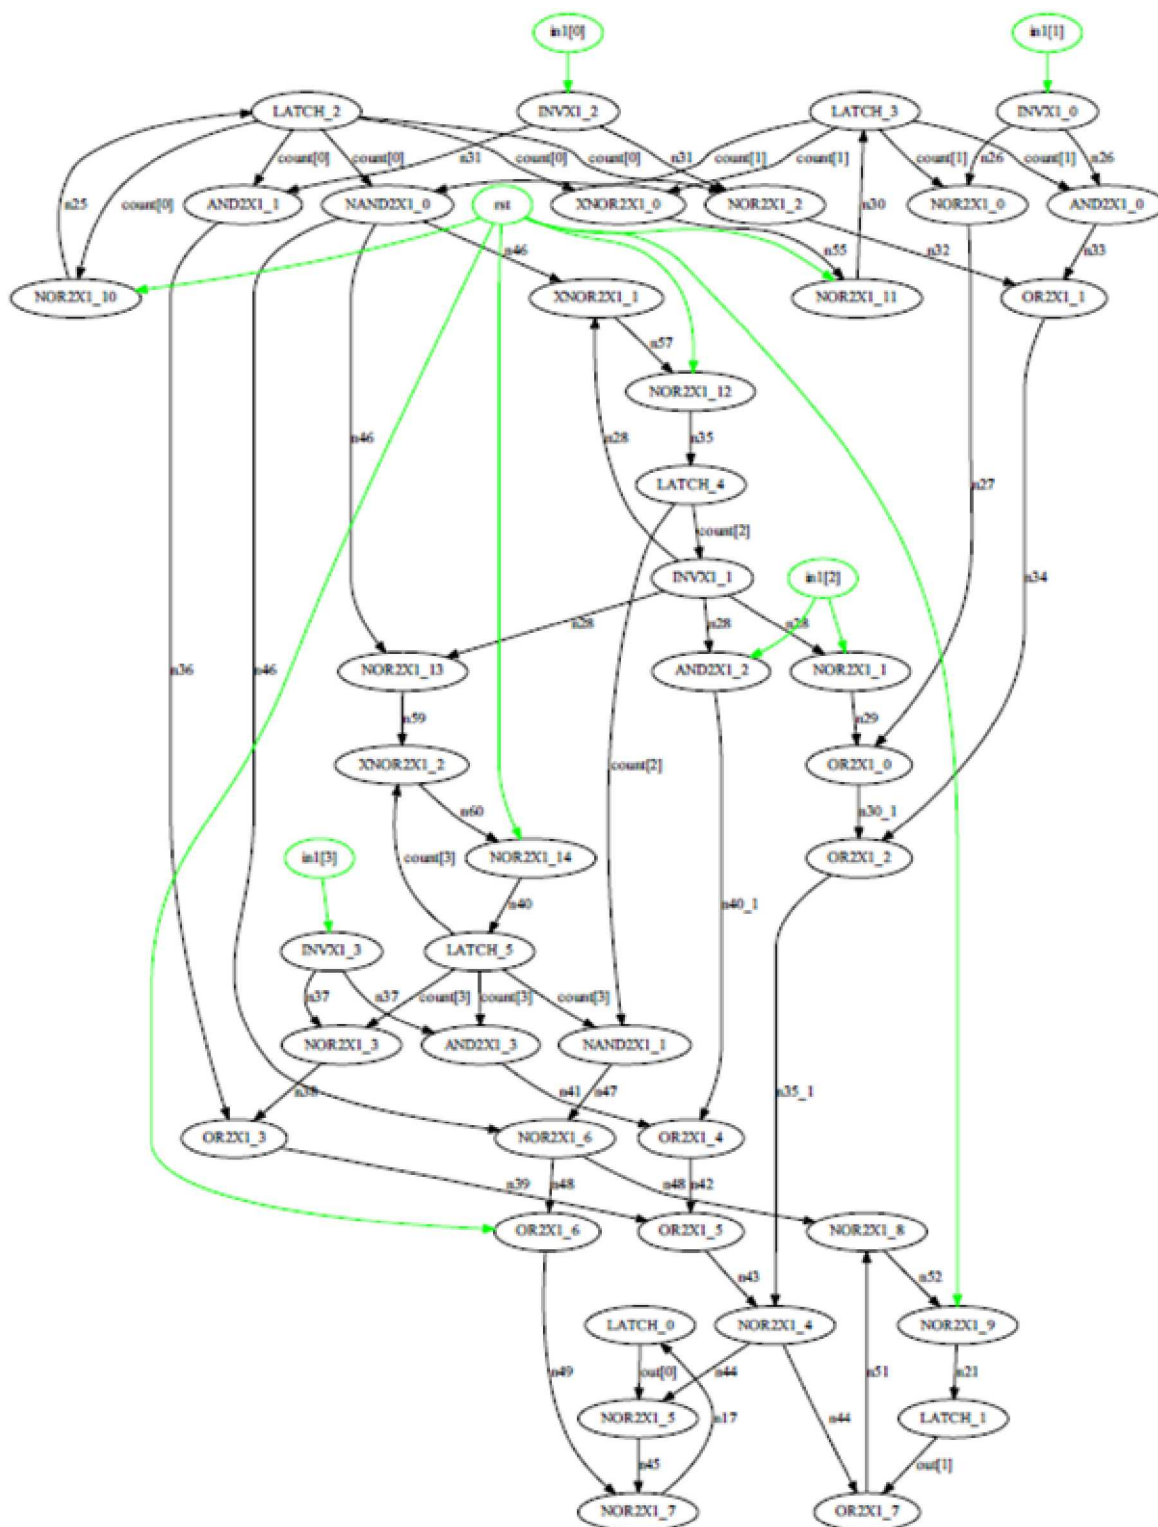 in1[0] in1[1]
LATCH_2 INVX1_2 LATCH_3 INVX1_0
count[0] count[0] n31 count[0] count[0] n31 count[1] count[1] count[1] n26 count[1] n26
n25 count[0] AND2X1_1 NAND2X1_0 rst XNOR2X1_0 NOR2X1_2 n30 NOR2X1_0 AND2X1_0
n46 n55 n32 n33
NOR2X1_10 XNOR2X1_1 NOR2X1_11 OR2X1_1
n57
NOR2X1_12
n46 n28 n35
LATCH_4 n27
count[2]
INVX1_1 in1[2] n34
n28 n28 n28
n36 n46 NOR2X1_13 AND2X1_2 NOR2X1_1
n59 n29
XNOR2X1_2 count[2] OR2X1_0
n60 n30_1
in1[3] count[3] NOR2X1_14 OR2X1_2
n40 n40_1
INVX1_3 LATCH_5
n37 n37 count[3] count[3] count[3]
NOR2X1_3 AND2X1_3 NAND2X1_1
n38 n41 n47 n35_1
OR2X1_3 NOR2X1_6 OR2X1_4
n39 n48 n48 n42
OR2X1_6 OR2X1_5 NOR2X1_8
n43 n52
LATCH_0 NOR2X1_4 NOR2X1_9
n49 out[0] n44 n51 n21
NOR2X1_5 n17 n44 LATCH_1
n45 out[1]
NOR2X1_7 OR2X1_7